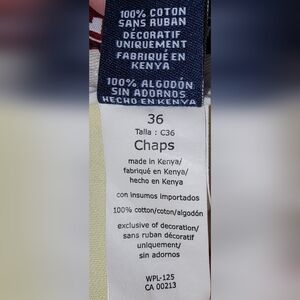 100% COTON
SANS RUBAN
DÉCORATIF
UNIQUEMENT
FABRIQUÉ EN
KENYA
100% ALGODÓN
SIN ADORNOS
HECHO EN KENYA
36
Talla : C36
Chaps
made in Kenya/
fabriqué en Kenya/
hecho en Kenya
con insumos importados
100% cotton/coton/algodón
exclusive of decoration/
sans ruban décoratif
uniquement/
sin adornos
WPL-125
CA 00213